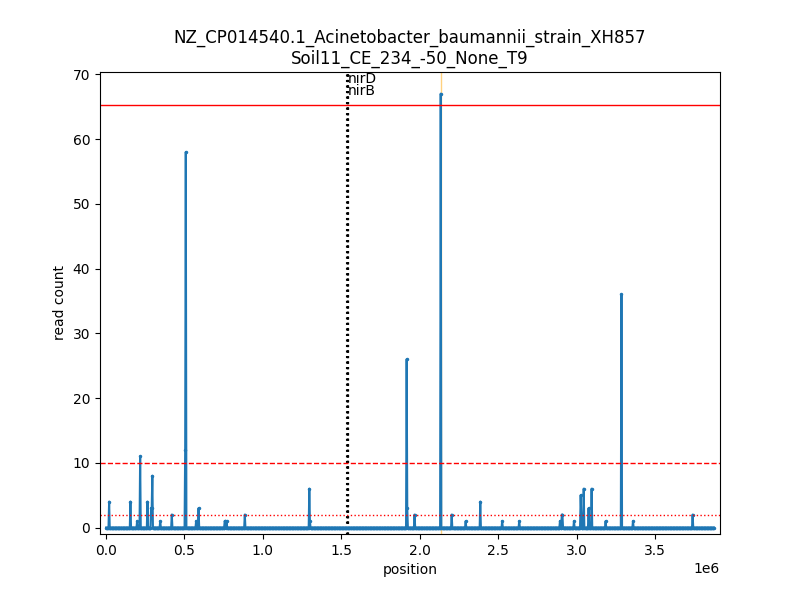 NZ_CP014540.1_Acinetobacter_baumannii_strain_XH857
Soil11_CE_234_-50_None_T9
nirD
nirB
70
60
50
40
30
20
10
0
read count
0.0 0.5 1.0 1.5 2.0 2.5 3.0 3.5
1e6
position